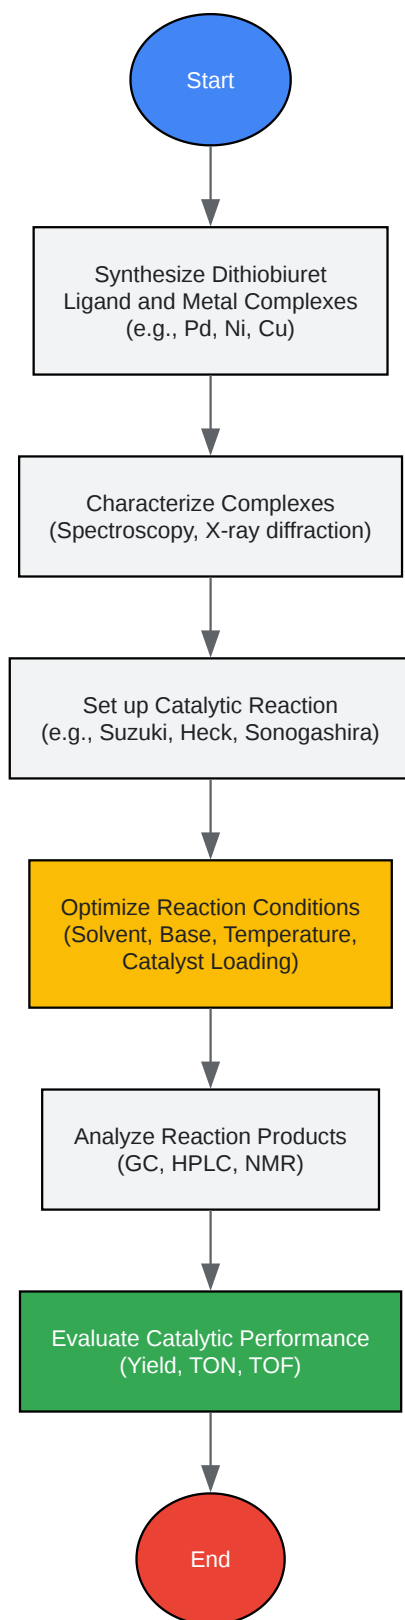 Start
Synthesize Dithiobiuret
Ligand and Metal Complexes
(e.g., Pd, Ni, Cu)
Characterize Complexes
(Spectroscopy, X-ray diffraction)
Set up Catalytic Reaction
(e.g., Suzuki, Heck, Sonogashira)
Optimize Reaction Conditions
(Solvent, Base, Temperature,
Catalyst Loading)
Analyze Reaction Products
(GC, HPLC, NMR)
Evaluate Catalytic Performance
(Yield, TON, TOF)
End